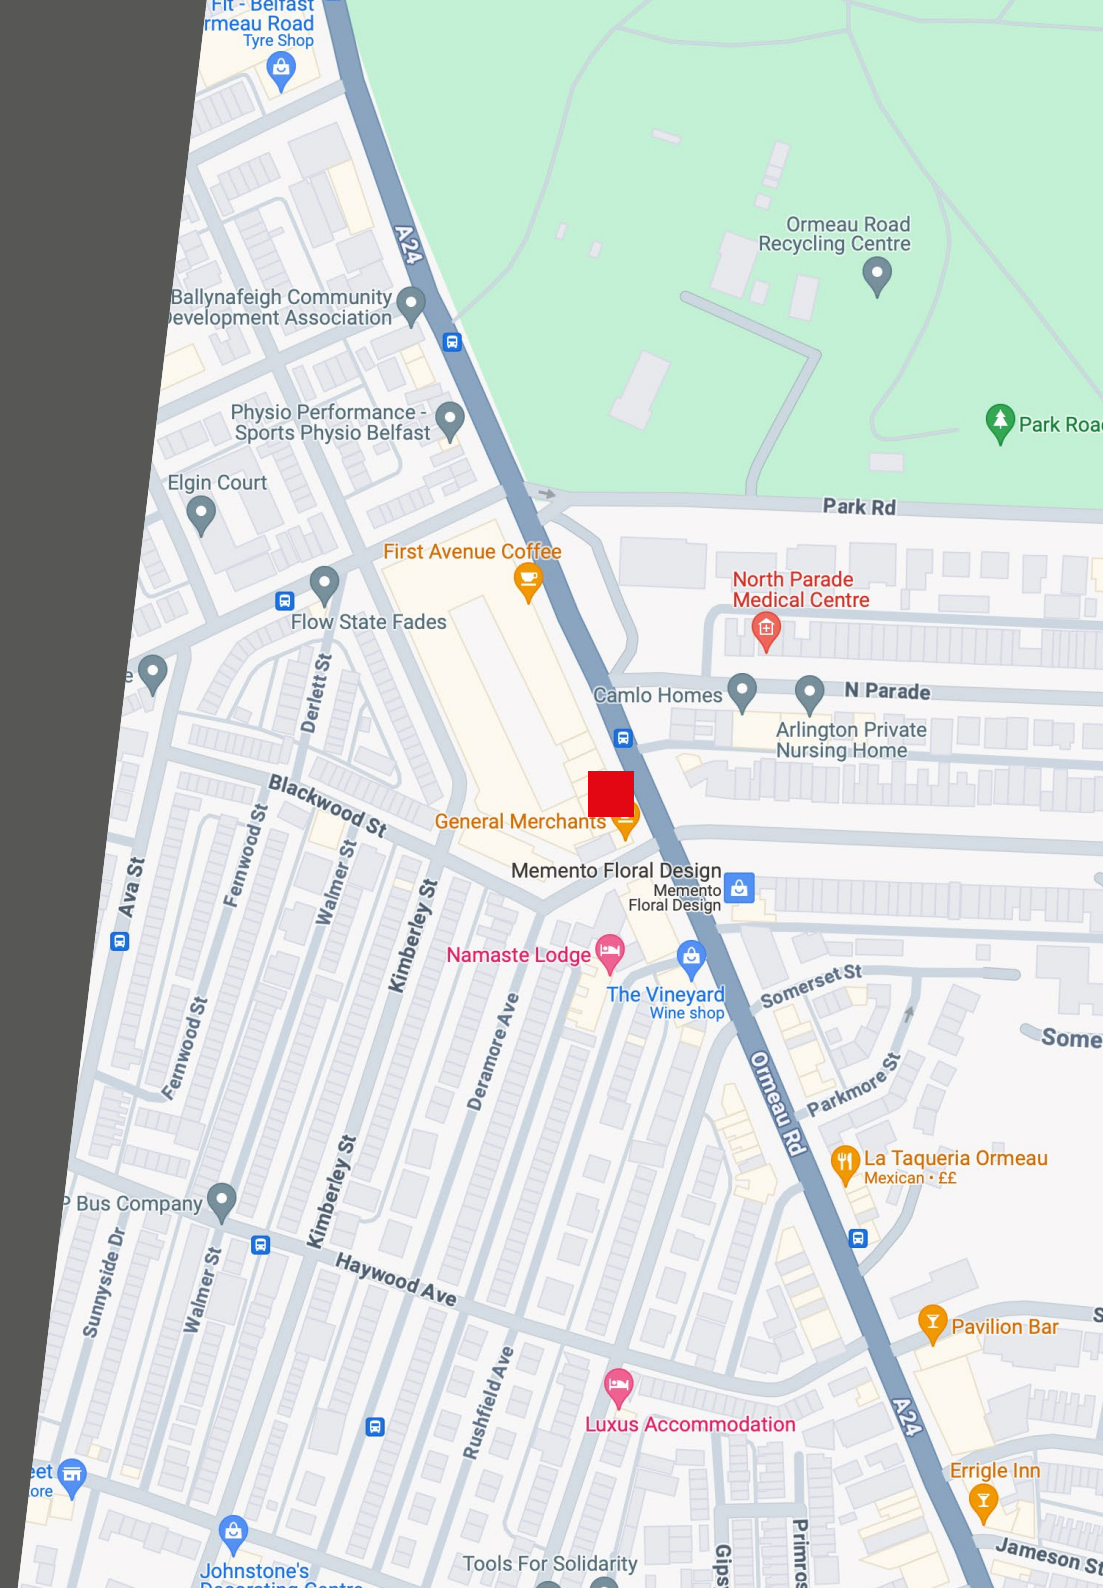 Fit - Belfast
rmeau Road
Tyre Shop
A24
Ormeau Road
Recycling Centre
Ballynafeigh Community
Development Association
Physio Performance -
Sports Physio Belfast
Park Roa
Elgin Court
Park Rd
First Avenue Coffee
North Parade
Medical Centre
Flow State Fades
e
Derlett St
Camlo Homes
N Parade
Arlington Private
Nursing Home
Blackwood St
General Merchants
Fernwood St
Walmer St
Ava St
Kimberley St
Memento Floral Design
Memento
Floral Design
Namaste Lodge
The Vineyard
Wine shop
Somerset St
Fernwood St
Deramore Ave
Some
Ormeau Rd
Parkmore St
La Taqueria Ormeau
Mexican • ££
P Bus Company
Kimberley St
Sunnyside Dr
Walmer St
Haywood Ave
S
Pavilion Bar
Rushfield Ave
Luxus Accommodation
A24
eet
ore
Errigle Inn
Primros
Gips
Jameson St
Tools For Solidarity
Johnstone's
Decorating Centre